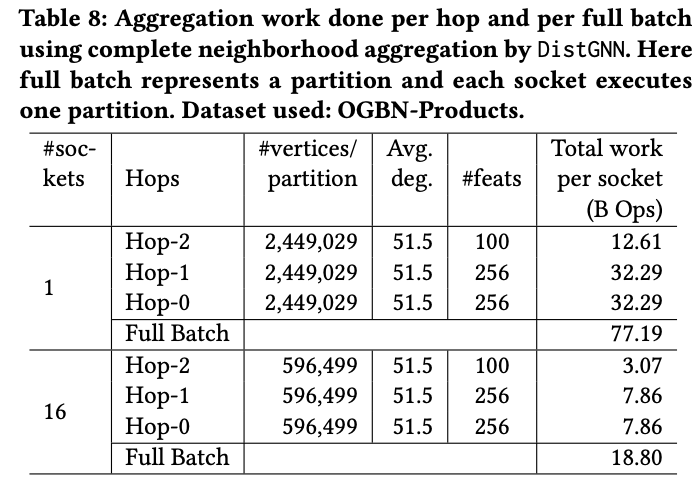 Table 8: Aggregation work done per hop and per full batch
using complete neighborhood aggregation by DistGNN. Here
full batch represents a partition and each socket executes
one partition. Dataset used: OGBN-Products.
#soc- #vertices/ Avg. Total work
kets Hops partition deg. #feats per socket
(B Ops)
Hop-2 2,449,029 51.5 100 12.61
Hop-1 2,449,029 51.5 256 32.29
1
Hop-0 2,449,029 51.5 256 32.29
Full Batch 77.19
Hop-2 596,499 51.5 100 3.07
Hop-1 596,499 51.5 256 7.86
16
Hop-0 596,499 51.5 256 7.86
Full Batch 18.80